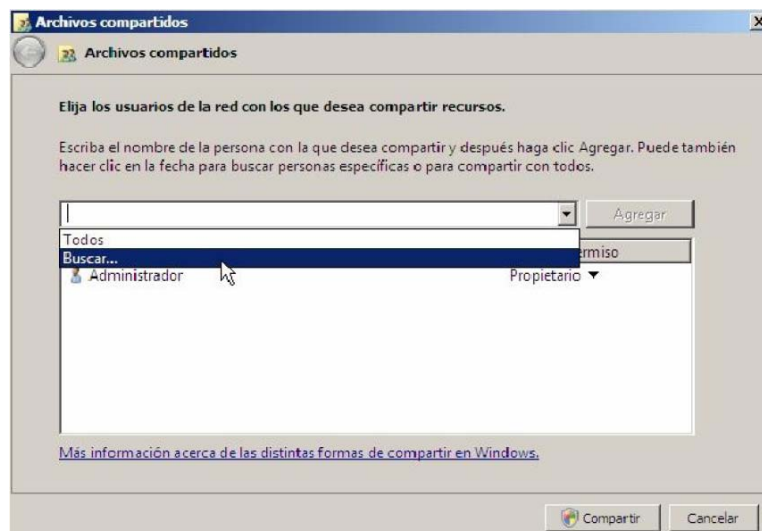 Archivos compartidos
Archivos compartidos
Elija los usuarios de la red con los que desea compartir recursos.
Escriba el nombre de la persona con la que desea compartir y después haga clic Agregar. Puede también
hacer clic en la fecha para buscar personas específicas o para compartir con todos.
Agregar
Todos
Buscar...
ermiso
Administrador Propietario
Más información acerca de las distintas formas de compartir en Windows.
Compartir Cancelar